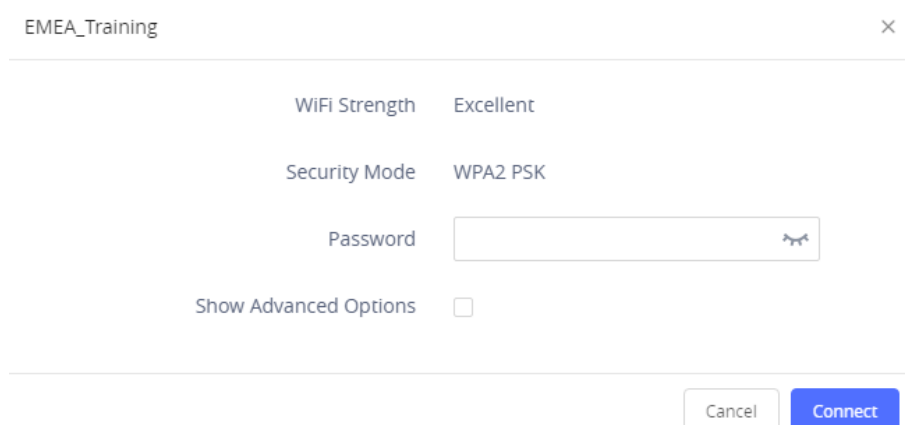 EMEA_Training
WiFi Strength Excellent
Security Mode WPA2 PSK
Password
Show Advanced Options
Cancel Connect